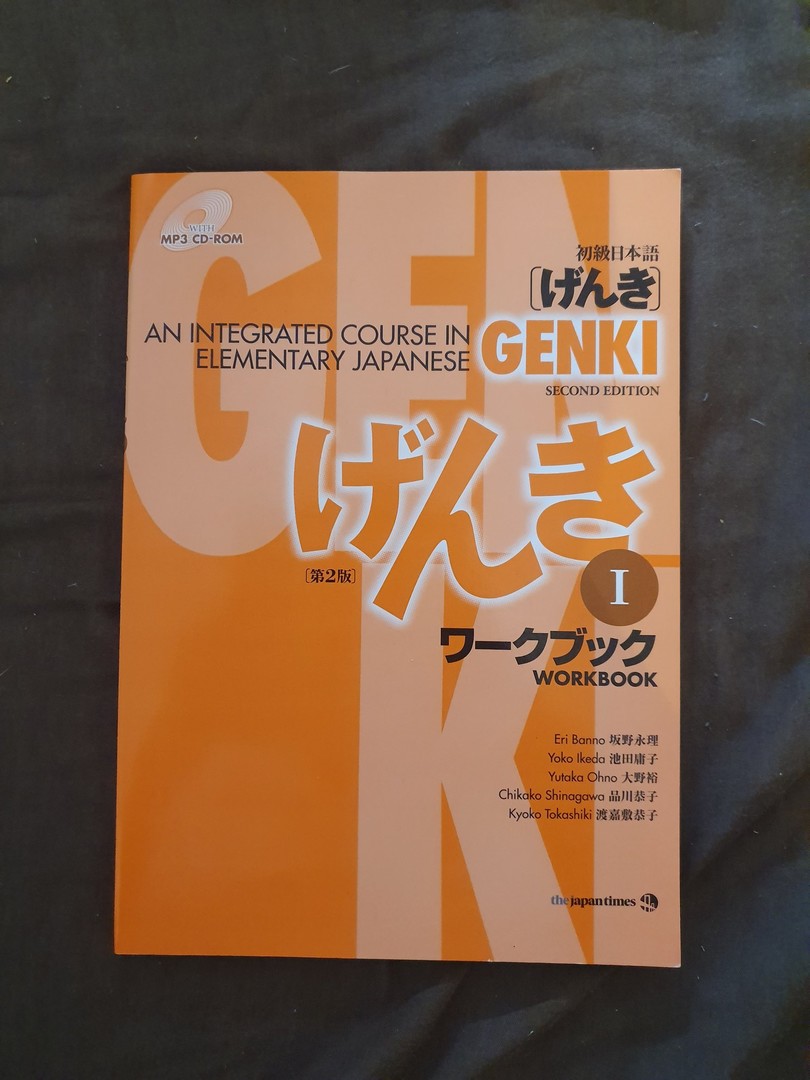 WITH
MP3 CD-ROM
初級日本語
[げんき]
AN INTEGRATED COURSE IN
ELEMENTARY JAPANESE
GENKI
SECOND EDITION
げんき
[第2版]
I
ワークブック
WORKBOOK
Eri Banno 坂野永理
Yoko Ikeda 池田庸子
Yutaka Ohno 大野裕
Chikako Shinagawa 品川恭子
Kyoko Tokashiki 渡嘉敷恭子
the japan times
GEN
KI